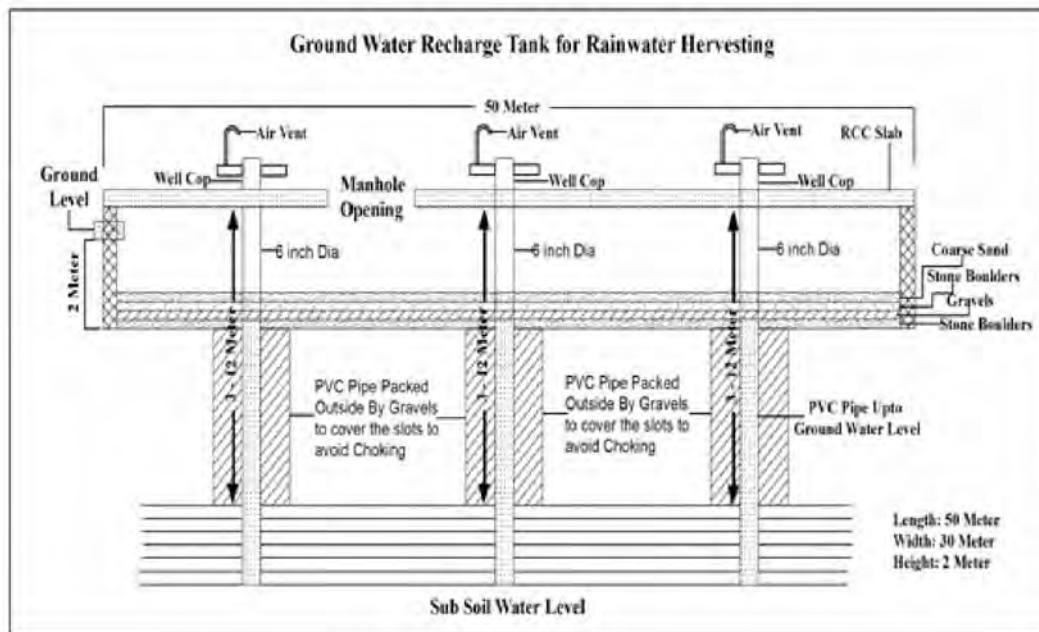 Ground Water Recharge Tank for Rainwater Hervesting
50 Meter
Air Vent
Air Vent
Air Vent
RCC Slab
Ground
Level
Well Cop
Manhole
Opening
Well Cop
Well Cop
6 inch Dia
6 inch Dia
6 inch Dia
2 Meter
Coarse Sand
Stone Boulders
Gravels
Stone Boulders
3 - 12 Meter
3 - 12 Meter
3 - 12 Meter
PVC Pipe Packed
Outside By Gravels
to cover the slots to
avoid Choking
PVC Pipe Packed
Outside By Gravels
to cover the slots to
avoid Choking
PVC Pipe Upto
Ground Water Level
Length: 50 Meter
Width: 30 Meter
Height: 2 Meter
Sub Soil Water Level